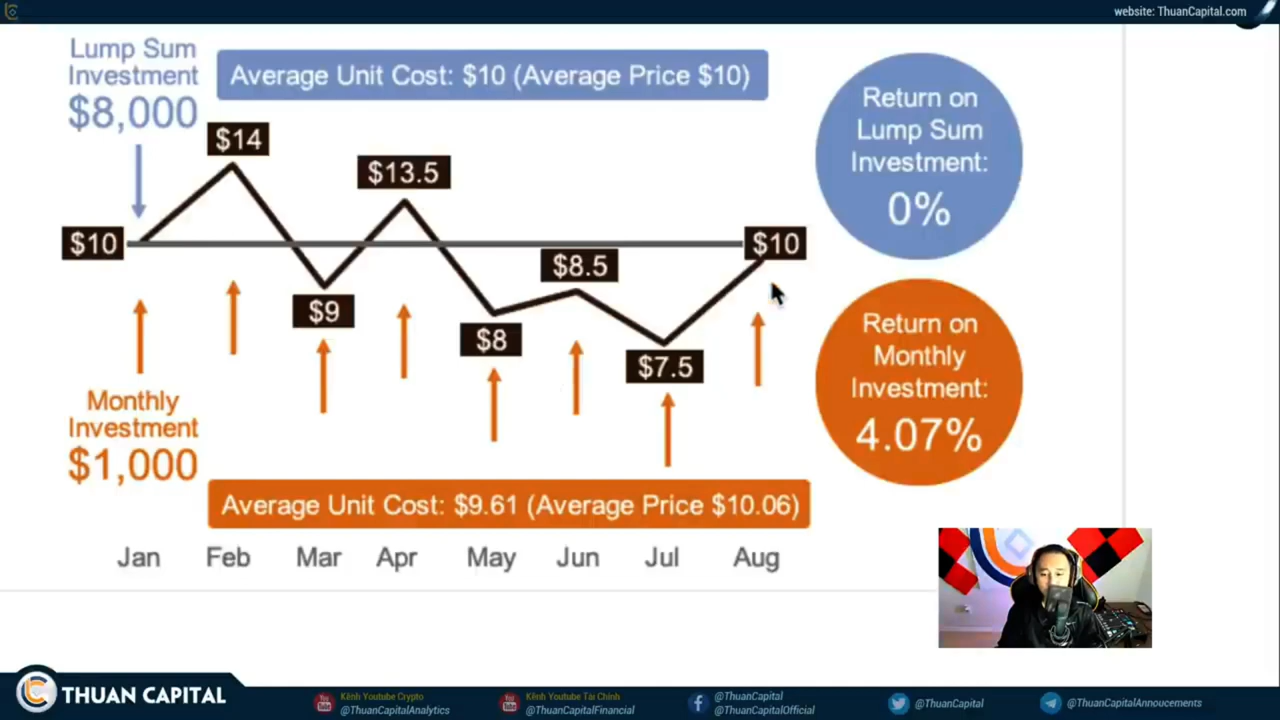 website: ThuanCapital.com
Lump Sum
Investment
$8,000
Average Unit Cost: $10 (Average Price $10)
Return on
Lump Sum
Investment:
0%
$14
$13.5
$10
$10
$8.5
$9
$8
$7.5
Return on
Monthly
Investment:
4.07%
Monthly
Investment
$1,000
Average Unit Cost: $9.61 (Average Price $10.06)
Jan Feb Mar Apr May Jun Jul Aug
THUAN CAPITAL
Kênh Youtube Crypto
@ThuanCapitalAnalytics
Kênh Youtube Tài Chính
@ThuanCapitalFinancial
@ThuanCapital
@ThuanCapitalOfficial
@ThuanCapital
@ThuanCapitalAnnoucements